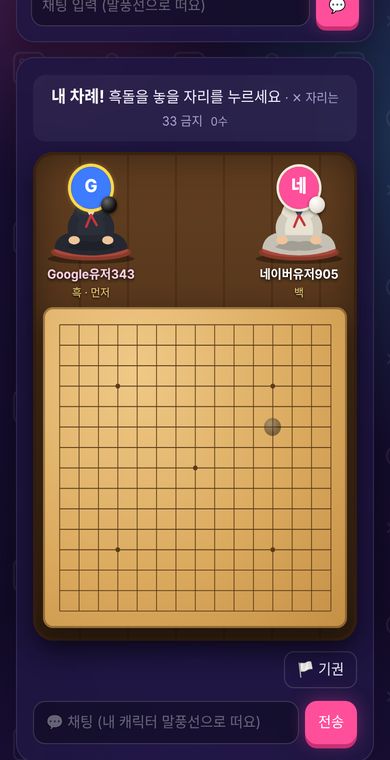 채팅 입력 (말풍선으로 떠요)
내 차례! 흑돌을 놓을 자리를 누르세요 · ✕ 자리는
33 금지 0수
G
네
Google유저343
네이버유저905
흑 · 먼저
백
기권
채팅 (내 캐릭터 말풍선으로 떠요)
전송